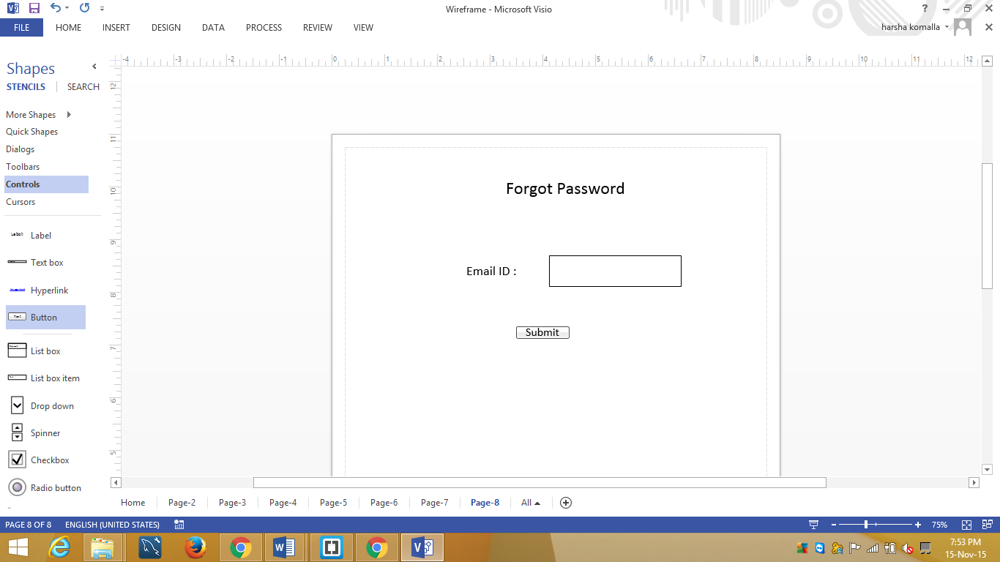 Wireframe - Microsoft Visio
?
FILE HOME INSERT DESIGN DATA PROCESS REVIEW VIEW
harsha komalla
Shapes
STENCILS SEARCH
More Shapes
Quick Shapes
Dialogs
Toolbars
Controls
Cursors
Label
Text box
Hyperlink
Button
List box
List box item
Drop down
Spinner
Checkbox
Radio button
-4 -3 -2 -1 0 1 2 3 4 5 6 7 8 9 10 11 12
12
11
10
9
8
7
6
5
Forgot Password
Email ID :
Submit
Home Page-2 Page-3 Page-4 Page-5 Page-6 Page-7 Page-8 All
PAGE 8 OF 8 ENGLISH (UNITED STATES) 75%
7:53 PM
15-Nov-15